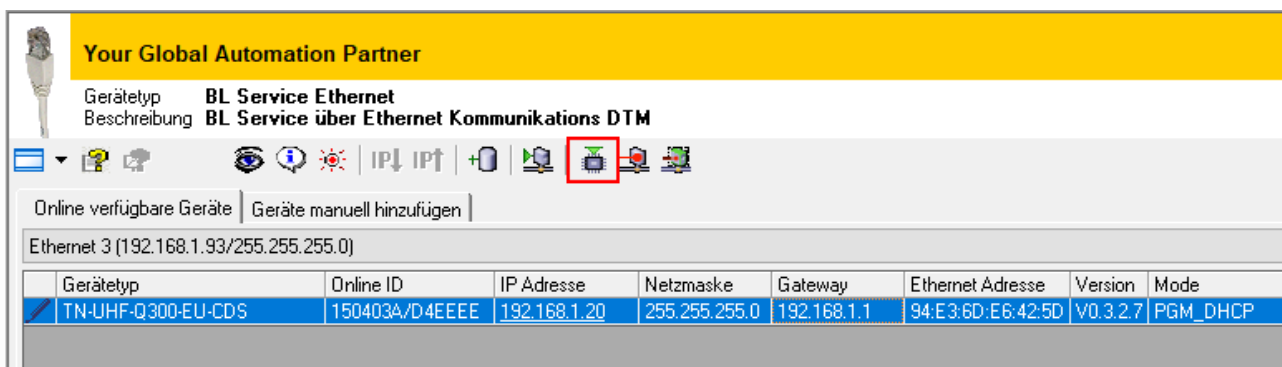 Your Global Automation Partner
Gerätetyp BL Service Ethernet
Beschreibung BL Service über Ethernet Kommunikations DTM
IP IP
Online verfügbare Geräte Geräte manuell hinzufügen
Ethernet 3 (192.168.1.93/255.255.255.0)
Gerätetyp Online ID IP Adresse Netzmaske Gateway Ethernet Adresse Version Mode
TN-UHF-Q300-EU-CDS 150403A/D4EEEE 192.168.1.20 255.255.255.0 192.168.1.1 94:E3:6D:E6:42:5D V0.3.2.7 PGM_DHCP